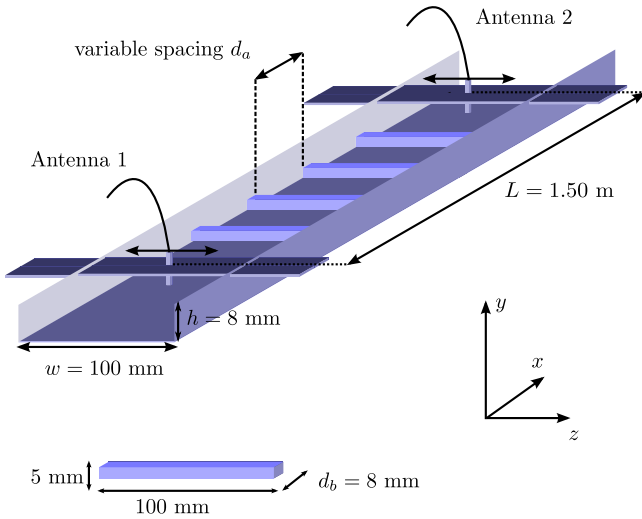 Antenna 2
variable spacing d_a
Antenna 1
L = 1.50 m
h = 8 mm
w = 100 mm
y
x
z
5 mm
d_b = 8 mm
100 mm